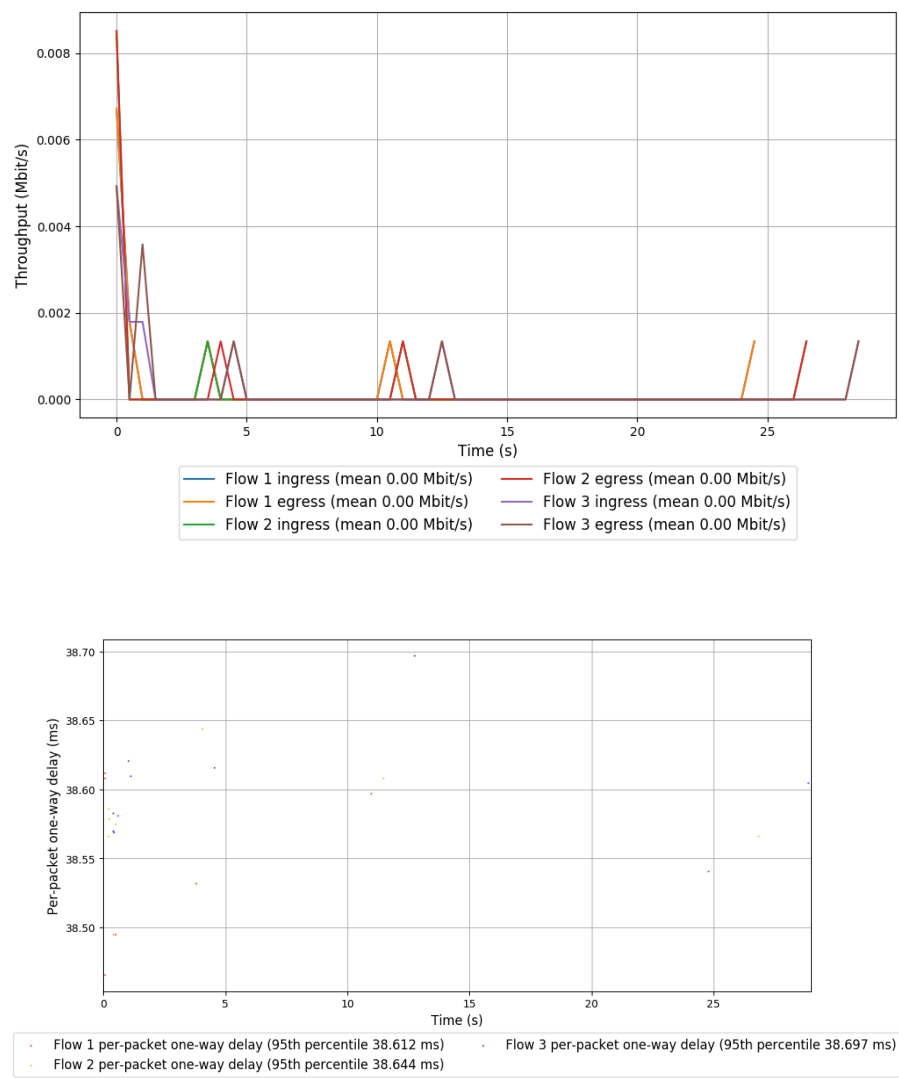 0.008
0.006
0.004
0.002
0.000
Throughput (Mbit/s)
0 5 10 15 20 25
Time (s)
Flow 1 ingress (mean 0.00 Mbit/s) Flow 2 egress (mean 0.00 Mbit/s)
Flow 1 egress (mean 0.00 Mbit/s) Flow 3 ingress (mean 0.00 Mbit/s)
Flow 2 ingress (mean 0.00 Mbit/s) Flow 3 egress (mean 0.00 Mbit/s)
38.70
38.65
38.60
38.55
38.50
Per-packet one-way delay (ms)
0 5 10 15 20 25
Time (s)
Flow 1 per-packet one-way delay (95th percentile 38.612 ms) Flow 3 per-packet one-way delay (95th percentile 38.697 ms)
Flow 2 per-packet one-way delay (95th percentile 38.644 ms)